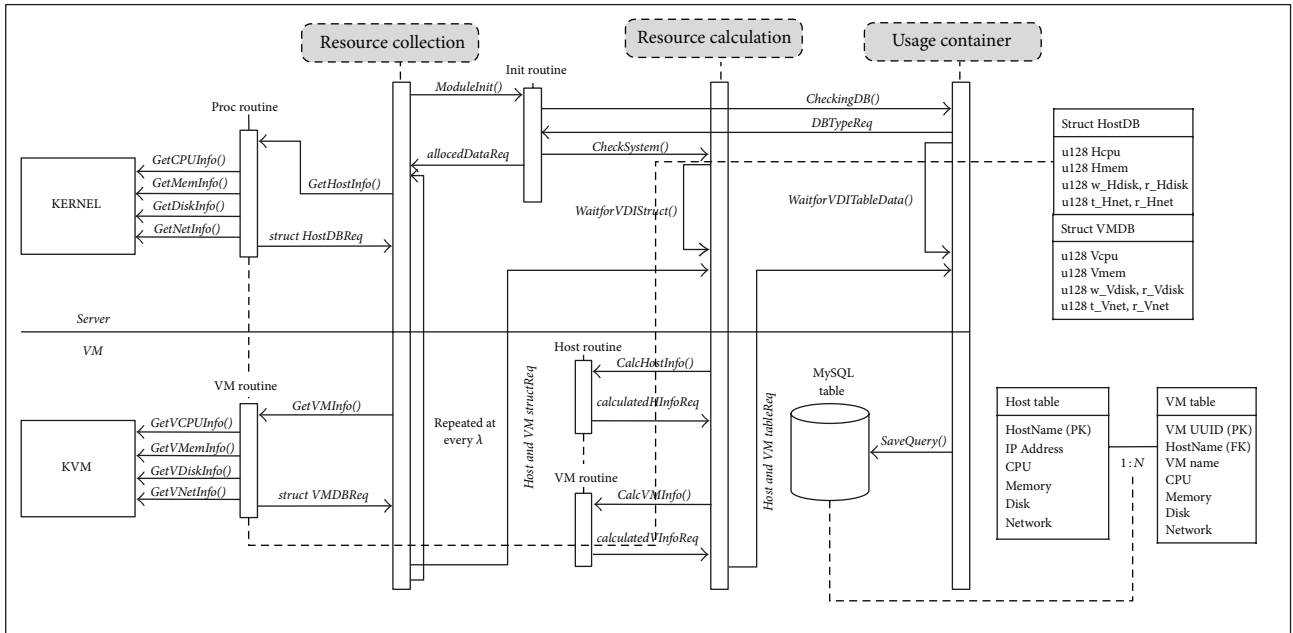 Resource collection
Resource calculation
Usage container
Init routine
ModuleInit()
CheckingDB()
Proc routine
DBTypeReq
Struct HostDB
GetCPUInfo()
allocedDataReq
CheckSystem()
u128 Hcpu
GetMemInfo()
GetHostInfo()
u128 Hmem
KERNEL
u128 w_Hdisk, r_Hdisk
GetDiskInfo()
WaitforVDIStruct()
WaitforVDITableData()
u128 t_Hnet, r_Hnet
GetNetInfo()
struct HostDBReq
Struct VMDB
u128 Vcpu
u128 Vmem
u128 w_Vdisk, r_Vdisk
u128 t_Vnet, r_Vnet
Server
VM
Host routine
CalcHostInfo()
MySQL
table
VM routine
GetVMInfo()
calculatedHInfoReq
Host table
VM table
GetVCPUInfo()
Repeated at
every λ
Host and VM structReq
Host and VM tableReq
HostName (PK)
IP Address
CPU
Memory
Disk
Network
1:N
VM UUID (PK)
HostName (FK)
VM name
CPU
Memory
Disk
Network
GetVMemInfo()
SaveQuery()
KVM
GetVDiskInfo()
GetVNetInfo()
struct VMDBReq
VM routine
CalcVMInfo()
calculatedVInfoReq